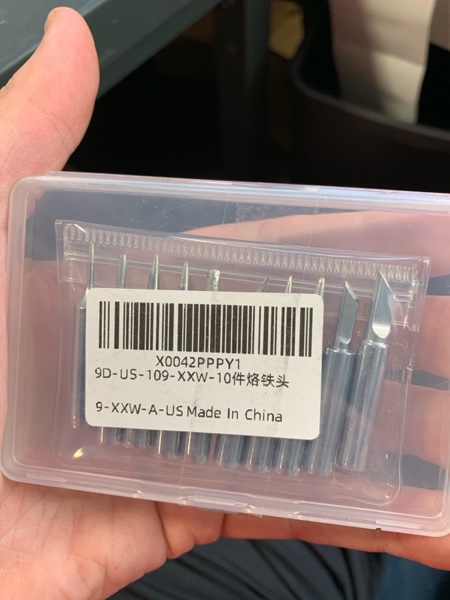 X0042PPPY1
9D-US-109-XXW-10件烙铁头
9-XXW-A-US Made In China